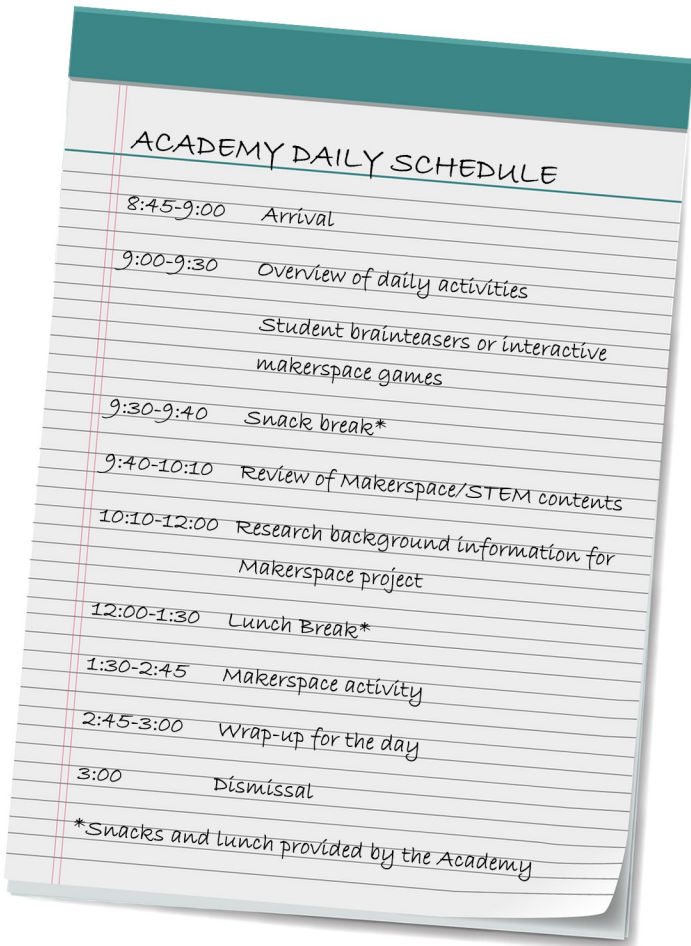 ACADEMY DAILY SCHEDULE
8:45-9:00 Arrival
9:00-9:30 Overview of daily activities
Student brainteasers or interactive
makerspace games
9:30-9:40 Snack break*
9:40-10:10 Review of Makerspace/STEM contents
10:10-12:00 Research background information for
Makerspace project
12:00-1:30 Lunch Break*
1:30-2:45 Makerspace activity
2:45-3:00 Wrap-up for the day
3:00 Dismissal
*Snacks and lunch provided by the Academy